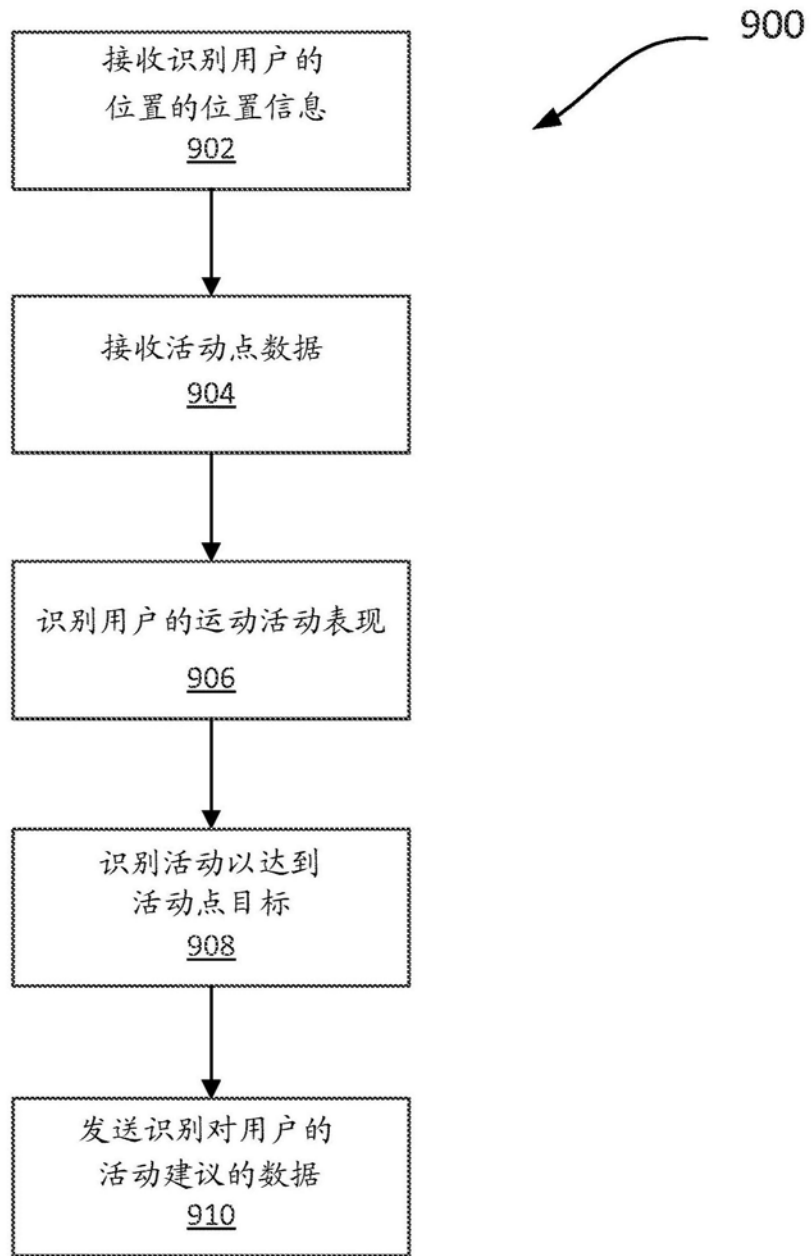 900
接收识别用户的
位置的位置信息
902
接收活动点数据
904
识别用户的运动活动表现
906
识别活动以达到
活动点目标
908
发送识别对用户的
活动建议的数据
910